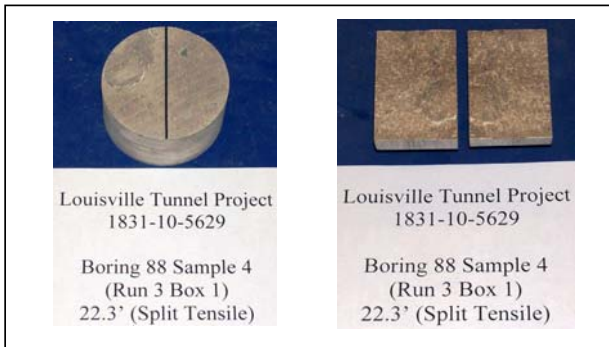 Louisville Tunnel Project
1831-10-5629
Boring 88 Sample 4
(Run 3 Box 1)
22.3' (Split Tensile)
Louisville Tunnel Project
1831-10-5629
Boring 88 Sample 4
(Run 3 Box 1)
22.3' (Split Tensile)